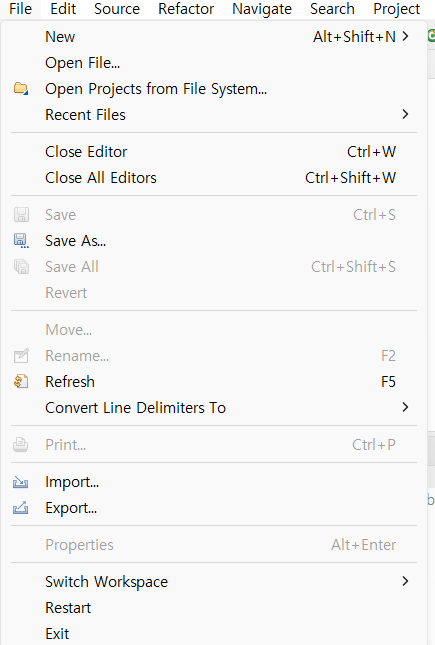 File Edit Source Refactor Navigate Search Project
New Alt+Shift+N
Open File...
Open Projects from File System...
Recent Files
Close Editor Ctrl+W
Close All Editors Ctrl+Shift+W
Save Ctrl+S
Save As...
Save All Ctrl+Shift+S
Revert
Move...
Rename... F2
Refresh F5
Convert Line Delimiters To
Print... Ctrl+P
Import...
Export...
Properties Alt+Enter
Switch Workspace
Restart
Exit